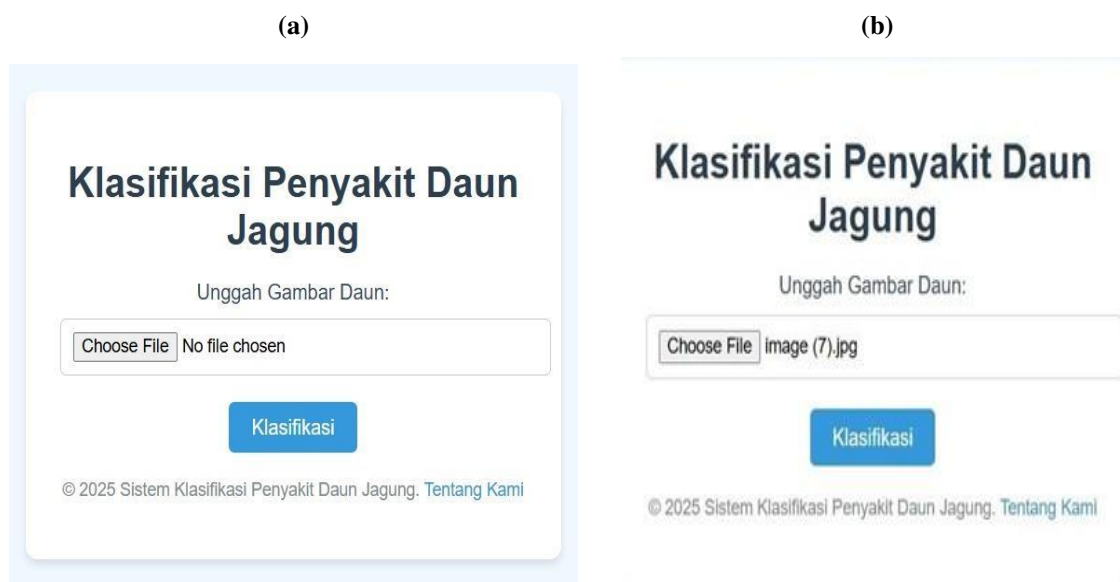 (a)
Klasifikasi Penyakit Daun
Jagung
Unggah Gambar Daun:
Choose File No file chosen
Klasifikasi
© 2025 Sistem Klasifikasi Penyakit Daun Jagung. Tentang Kami
(b)
Klasifikasi Penyakit Daun
Jagung
Unggah Gambar Daun:
Choose File image (7).jpg
Klasifikasi
© 2025 Sistem Klasifikasi Penyakit Daun Jagung. Tentang Kami